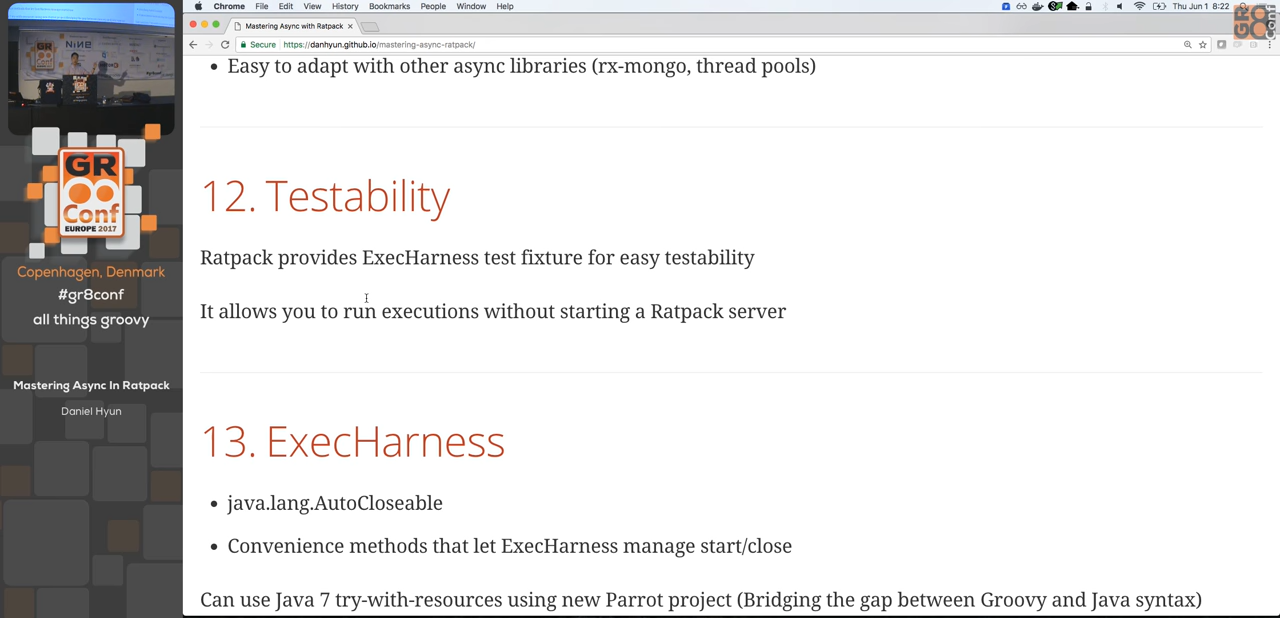 Chrome File Edit View History Bookmarks People Window Help
Thu Jun 1 8:22
Mastering Async with Ratpack
Secure https://danhyun.github.io/mastering-async-ratpack/
Easy to adapt with other async libraries (rx-mongo, thread pools)
12. Testability
Ratpack provides ExecHarness test fixture for easy testability
It allows you to run executions without starting a Ratpack server
13. ExecHarness
java.lang.AutoCloseable
Convenience methods that let ExecHarness manage start/close
Can use Java 7 try-with-resources using new Parrot project (Bridging the gap between Groovy and Java syntax)
GR
Conf
EUROPE 2017
Copenhagen, Denmark
#gr8conf
all things groovy
Mastering Async In Ratpack
Daniel Hyun
GR
Conf